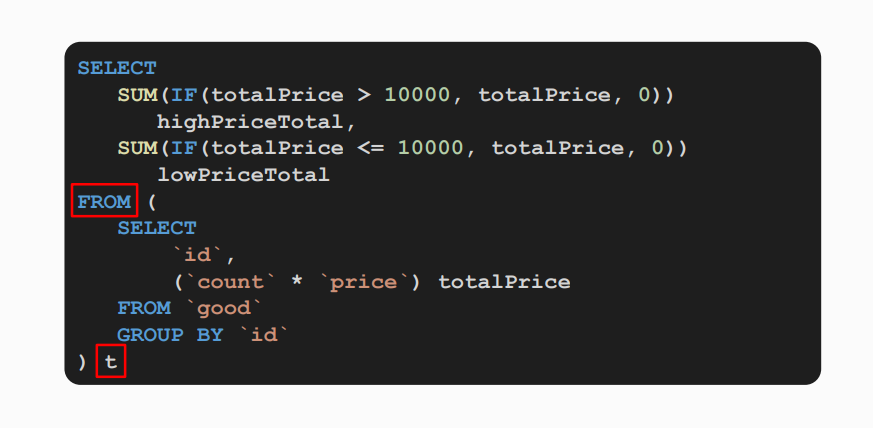 SELECT
SUM(IF(totalPrice > 10000, totalPrice, 0))
highPriceTotal,
SUM(IF(totalPrice <= 10000, totalPrice, 0))
lowPriceTotal
FROM (
SELECT
`id`,
(`count` * `price`) totalPrice
FROM `good`
GROUP BY `id`
) t